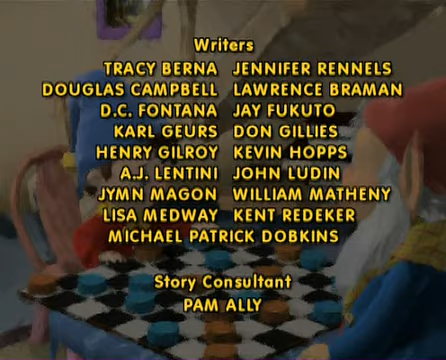 Writers
TRACY BERNA JENNIFER RENNELS
DOUGLAS CAMPBELL LAWRENCE BRAMAN
D.C. FONTANA JAY FUKUTO
KARL GEURS DON GILLIES
HENRY GILROY KEVIN HOPPS
A.J. LENTINI JOHN LUDIN
JYMN MAGON WILLIAM MATHENY
LISA MEDWAY KENT REDEKER
MICHAEL PATRICK DOBKINS
Story Consultant
PAM ALLY